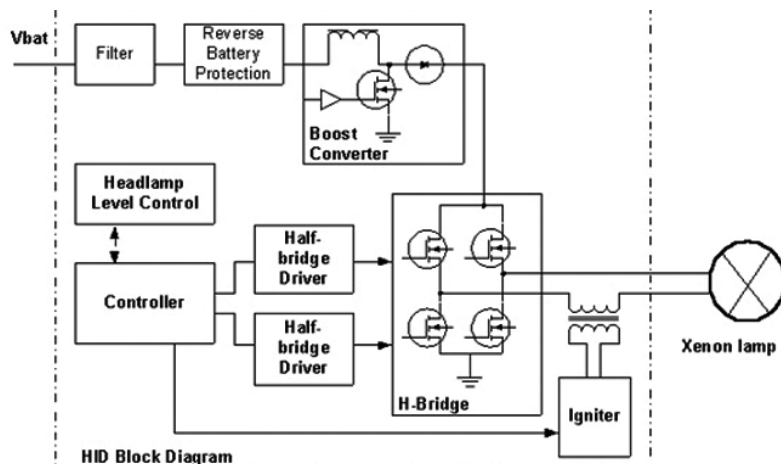 Vbat
Filter
Reverse
Battery
Protection
Boost
Converter
Headlamp
Level Control
Half-
bridge
Driver
Controller
Half-
bridge
Driver
H-Bridge
Igniter
Xenon lamp
HID Block Diagram